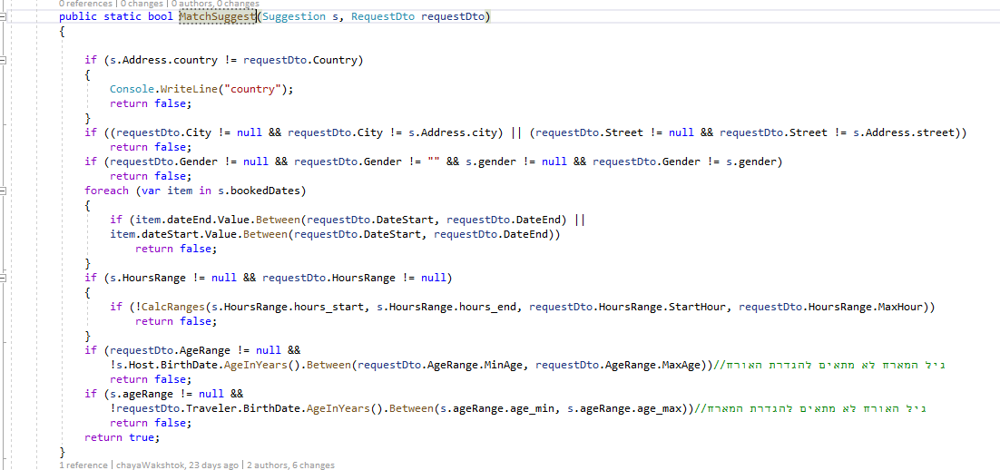 0 references | 0 changes | 0 authors, 0 changes
public static bool MatchSuggest(Suggestion s, RequestDto requestDto)
{
if (s.Address.country != requestDto.Country)
{
Console.WriteLine("country");
return false;
}
if ((requestDto.City != null && requestDto.City != s.Address.city) || (requestDto.Street != null && requestDto.Street != s.Address.street))
return false;
if (requestDto.Gender != null && requestDto.Gender != "" && s.gender != null && requestDto.Gender != s.gender)
return false;
foreach (var item in s.bookedDates)
{
if (item.dateEnd.Value.Between(requestDto.DateStart, requestDto.DateEnd) ||
item.dateStart.Value.Between(requestDto.DateStart, requestDto.DateEnd))
return false;
}
if (s.HoursRange != null && requestDto.HoursRange != null)
{
if (!CalcRanges(s.HoursRange.hours_start, s.HoursRange.hours_end, requestDto.HoursRange.StartHour, requestDto.HoursRange.MaxHour))
return false;
}
if (requestDto.AgeRange != null &&
!s.Host.BirthDate.AgeInYears().Between(requestDto.AgeRange.MinAge, requestDto.AgeRange.MaxAge))//גיל המארח לא מתאים להגדרת האורח
return false;
if (s.ageRange != null &&
!requestDto.Traveler.BirthDate.AgeInYears().Between(s.ageRange.age_min, s.ageRange.age_max))//גיל האורח לא מתאים להגדרת המארח
return false;
return true;
}
1 reference | chayaWakshtok, 23 days ago | 2 authors, 6 changes